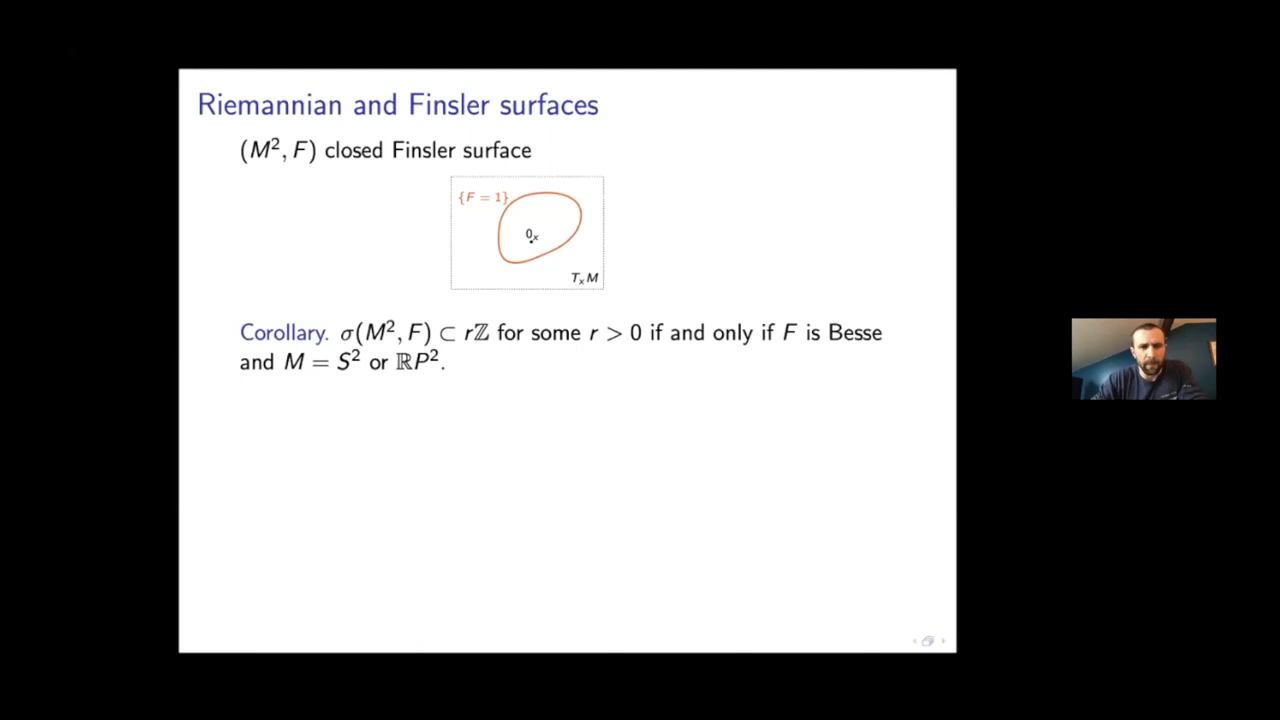 Riemannian and Finsler surfaces
(M², F) closed Finsler surface
{F = 1}
0ₓ
TₓM
Corollary. σ(M², F) ⊂ rℤ for some r > 0 if and only if F is Besse
and M = S² or ℝP².